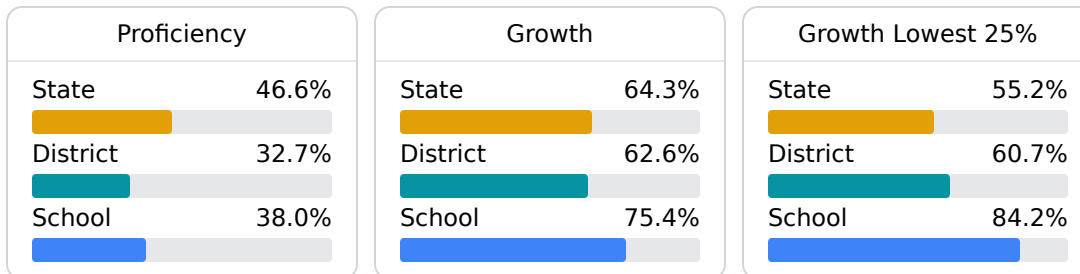 Proficiency
State 46.6%
District 32.7%
School 38.0%
Growth
State 64.3%
District 62.6%
School 75.4%
Growth Lowest 25%
State 55.2%
District 60.7%
School 84.2%